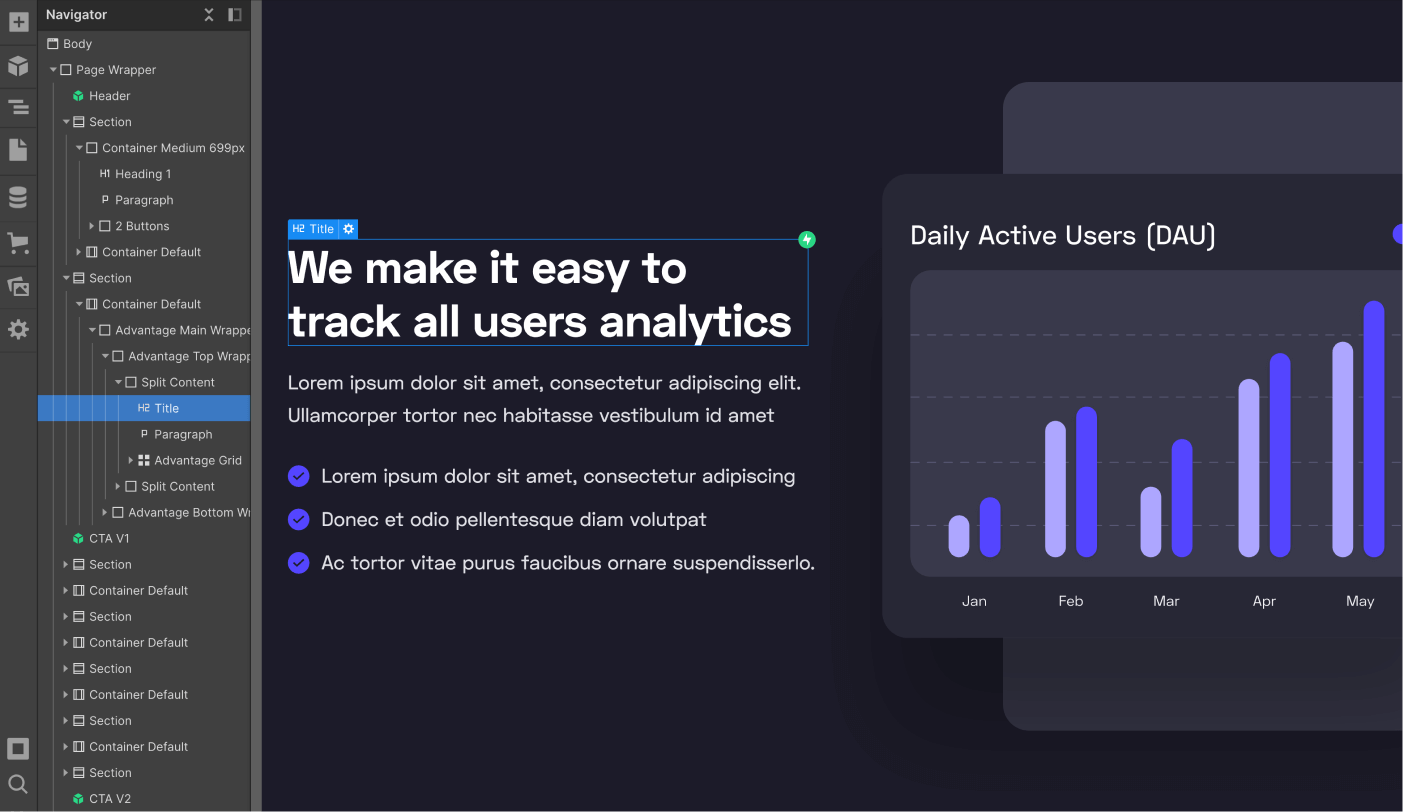 Navigator
Body
Page Wrapper
Header
Section
Container Medium 699px
H1 Heading 1
P Paragraph
2 Buttons
Container Default
Section
Container Default
Advantage Main Wrappe
Advantage Top Wrapp
Split Content
H2 Title
P Paragraph
Advantage Grid
Split Content
Advantage Bottom Wr
CTA V1
Section
Container Default
Section
Container Default
Section
Container Default
Section
Container Default
Section
CTA V2
H2 Title
We make it easy to
track all users analytics
Lorem ipsum dolor sit amet, consectetur adipiscing elit.
Ullamcorper tortor nec habitasse vestibulum id amet
Lorem ipsum dolor sit amet, consectetur adipiscing
Donec et odio pellentesque diam volutpat
Ac tortor vitae purus faucibus ornare suspendisserlo.
Daily Active Users (DAU)
Jan Feb Mar Apr May